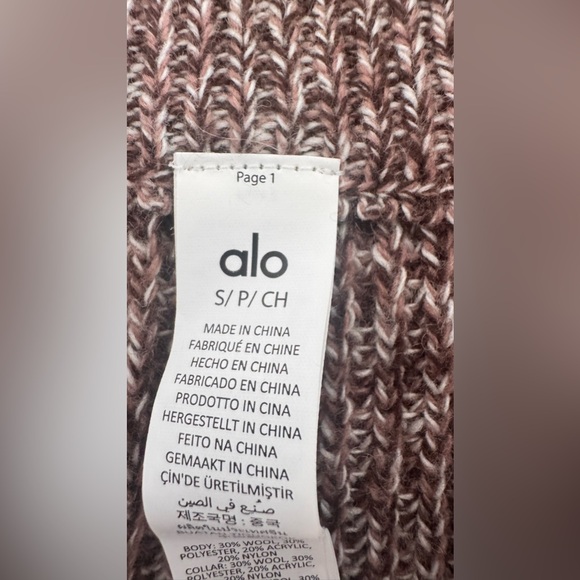 Page 1
alo
S/ P/ CH
MADE IN CHINA
FABRIQUÉ EN CHINE
HECHO EN CHINA
FABRICADO EN CHINA
PRODOTTO IN CINA
HERGESTELLT IN CHINA
FEITO NA CHINA
GEMAAKT IN CHINA
ÇİN'DE ÜRETİLMİŞTİR
صنع في الصين
제조국명 : 중국
BODY: 30% WOOL, 30%
POLYESTER, 20% ACRYLIC,
20% NYLON
COLLAR: 30% WOOL, 30%
POLYESTER, 20% ACRYLIC,
20% NYLON